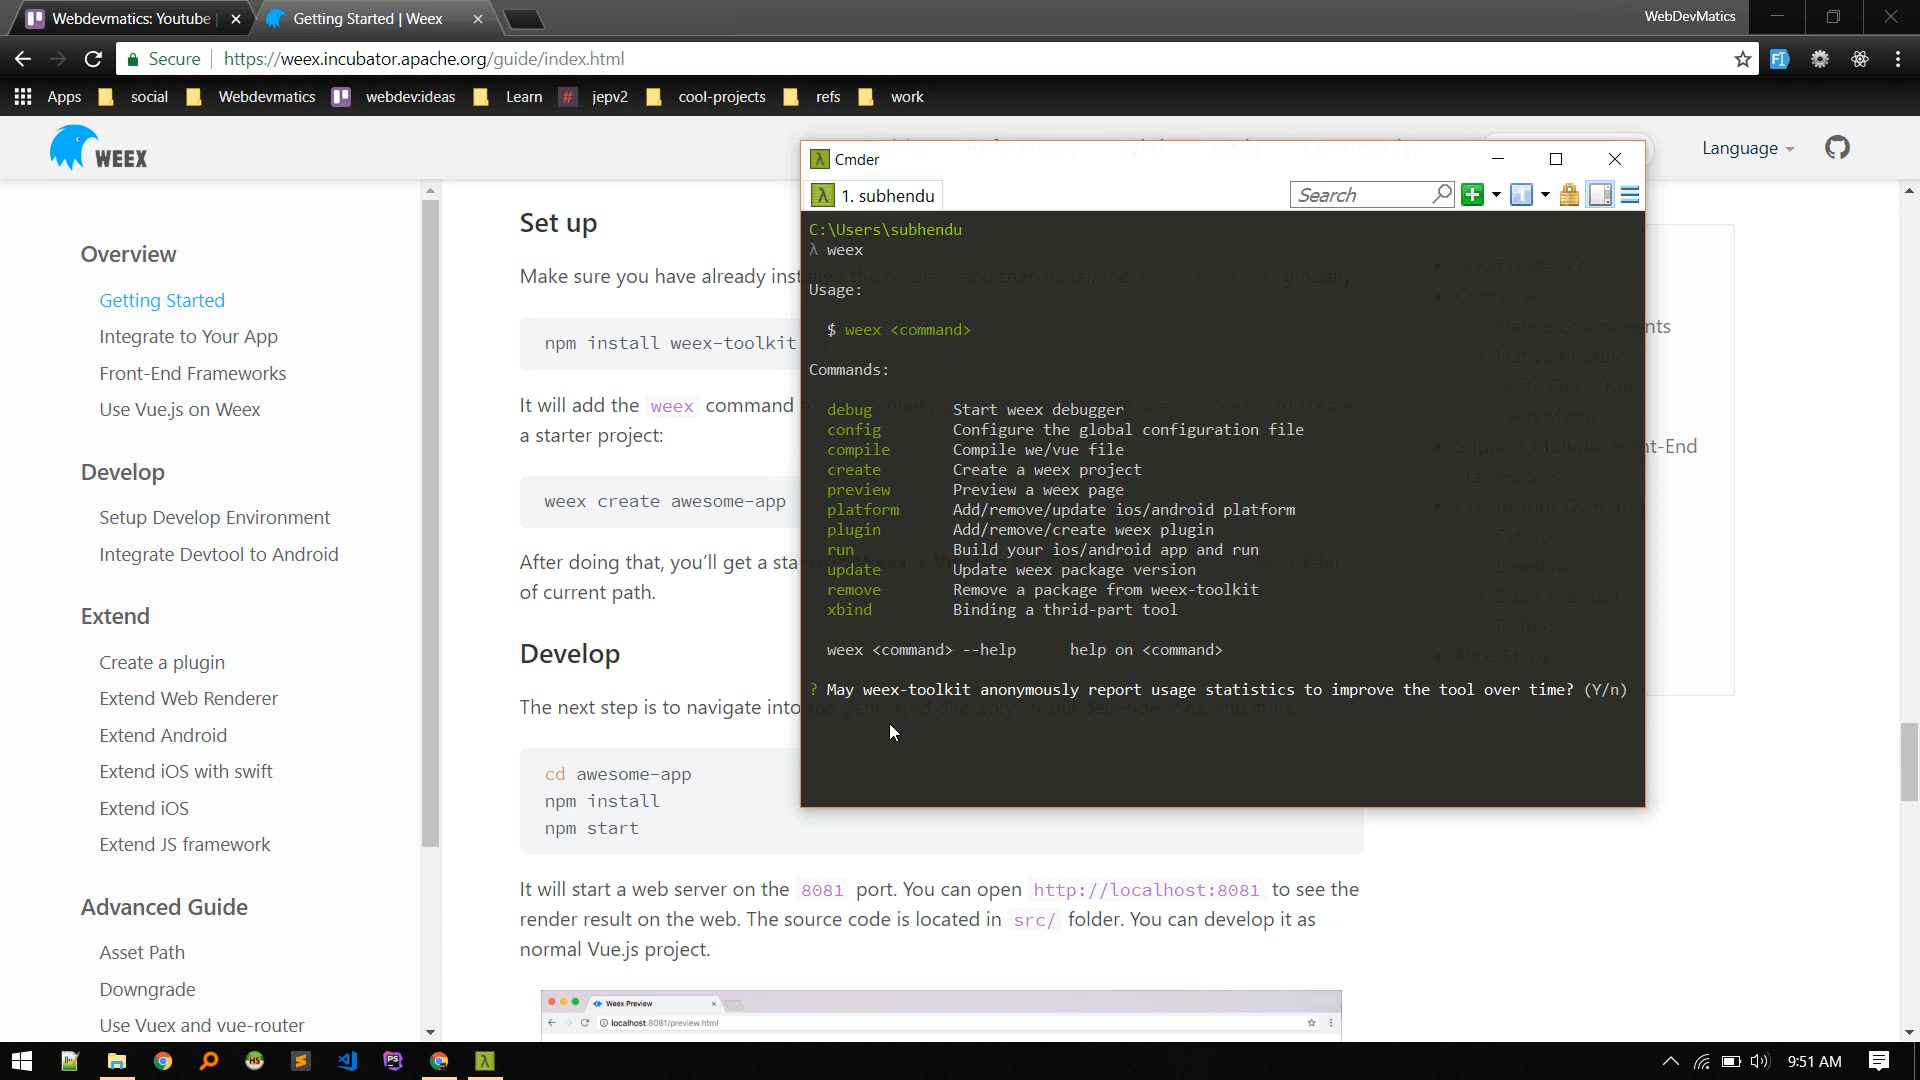 Webdevmatics: Youtube
Getting Started | Weex
WebDevMatics
Secure
https://weex.incubator.apache.org/guide/index.html
Apps
social
Webdevmatics
webdev:ideas
Learn
# jepv2
cool-projects
refs
work
WEEX
Language
Overview
Getting Started
Integrate to Your App
Front-End Frameworks
Use Vue.js on Weex
Develop
Setup Develop Environment
Integrate Devtool to Android
Extend
Create a plugin
Extend Web Renderer
Extend Android
Extend iOS with swift
Extend iOS
Extend JS framework
Advanced Guide
Asset Path
Downgrade
Use Vuex and vue-router
Set up
Make sure you have already
npm install weex-toolkit
It will add the weex command
a starter project:
weex create awesome-app
After doing that, you’ll get a
of current path.
Develop
The next step is to navigate into
cd awesome-app
npm install
npm start
It will start a web server on the 8081 port. You can open http://localhost:8081 to see the
render result on the web. The source code is located in src/ folder. You can develop it as
normal Vue.js project.
Weex Preview
localhost:8081/preview.html
Cmder
1. subhendu
Search
C:\Users\subhendu
λ weex
Usage:
$ weex <command>
Commands:
debug Start weex debugger
config Configure the global configuration file
compile Compile we/vue file
create Create a weex project
preview Preview a weex page
platform Add/remove/update ios/android platform
plugin Add/remove/create weex plugin
run Build your ios/android app and run
update Update weex package version
remove Remove a package from weex-toolkit
xbind Binding a thrid-part tool
weex <command> --help help on <command>
? May weex-toolkit anonymously report usage statistics to improve the tool over time? (Y/n)
9:51 AM